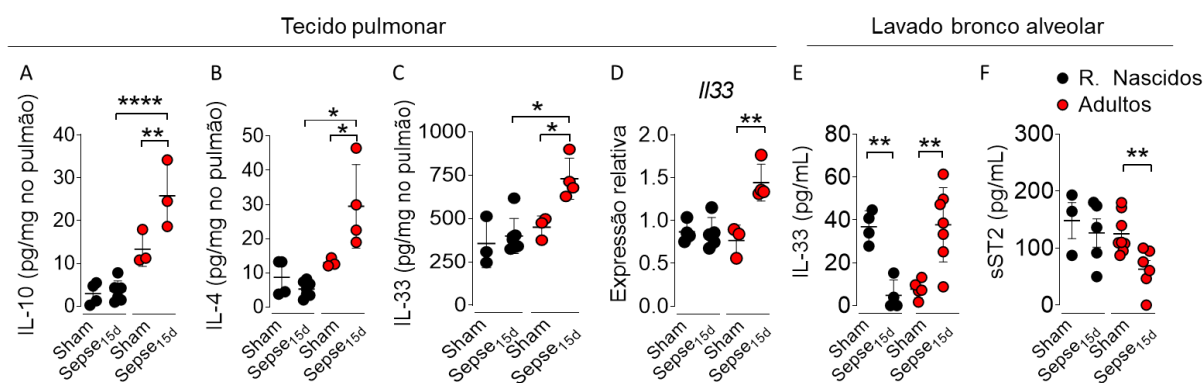 Tecido pulmonar
Lavado bronco alveolar
A
B
C
D
E
F
R. Nascidos
Adultos
IL-10 (pg/mg no pulmão)
40
30
20
10
0
****
**
Sham
Sepse15d
Sham
Sepse15d
IL-4 (pg/mg no pulmão)
50
40
30
20
10
0
*
*
Sham
Sepse15d
Sham
Sepse15d
IL-33 (pg/mg no pulmão)
1000
750
500
250
0
*
*
Sham
Sepse15d
Sham
Sepse15d
Il33
Expressão relativa
2.0
1.5
1.0
0.5
0.0
**
Sham
Sepse15d
Sham
Sepse15d
IL-33 (pg/mL)
80
60
40
20
0
**
**
Sham
Sepse15d
Sham
Sepse15d
sST2 (pg/mL)
300
200
100
0
**
Sham
Sepse15d
Sham
Sepse15d